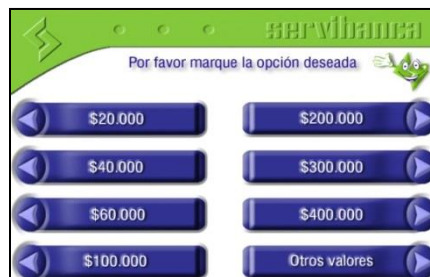 servibanca
Por favor marque la opción deseada
$20.000
$200.000
$40.000
$300.000
$60.000
$400.000
$100.000
Otros valores